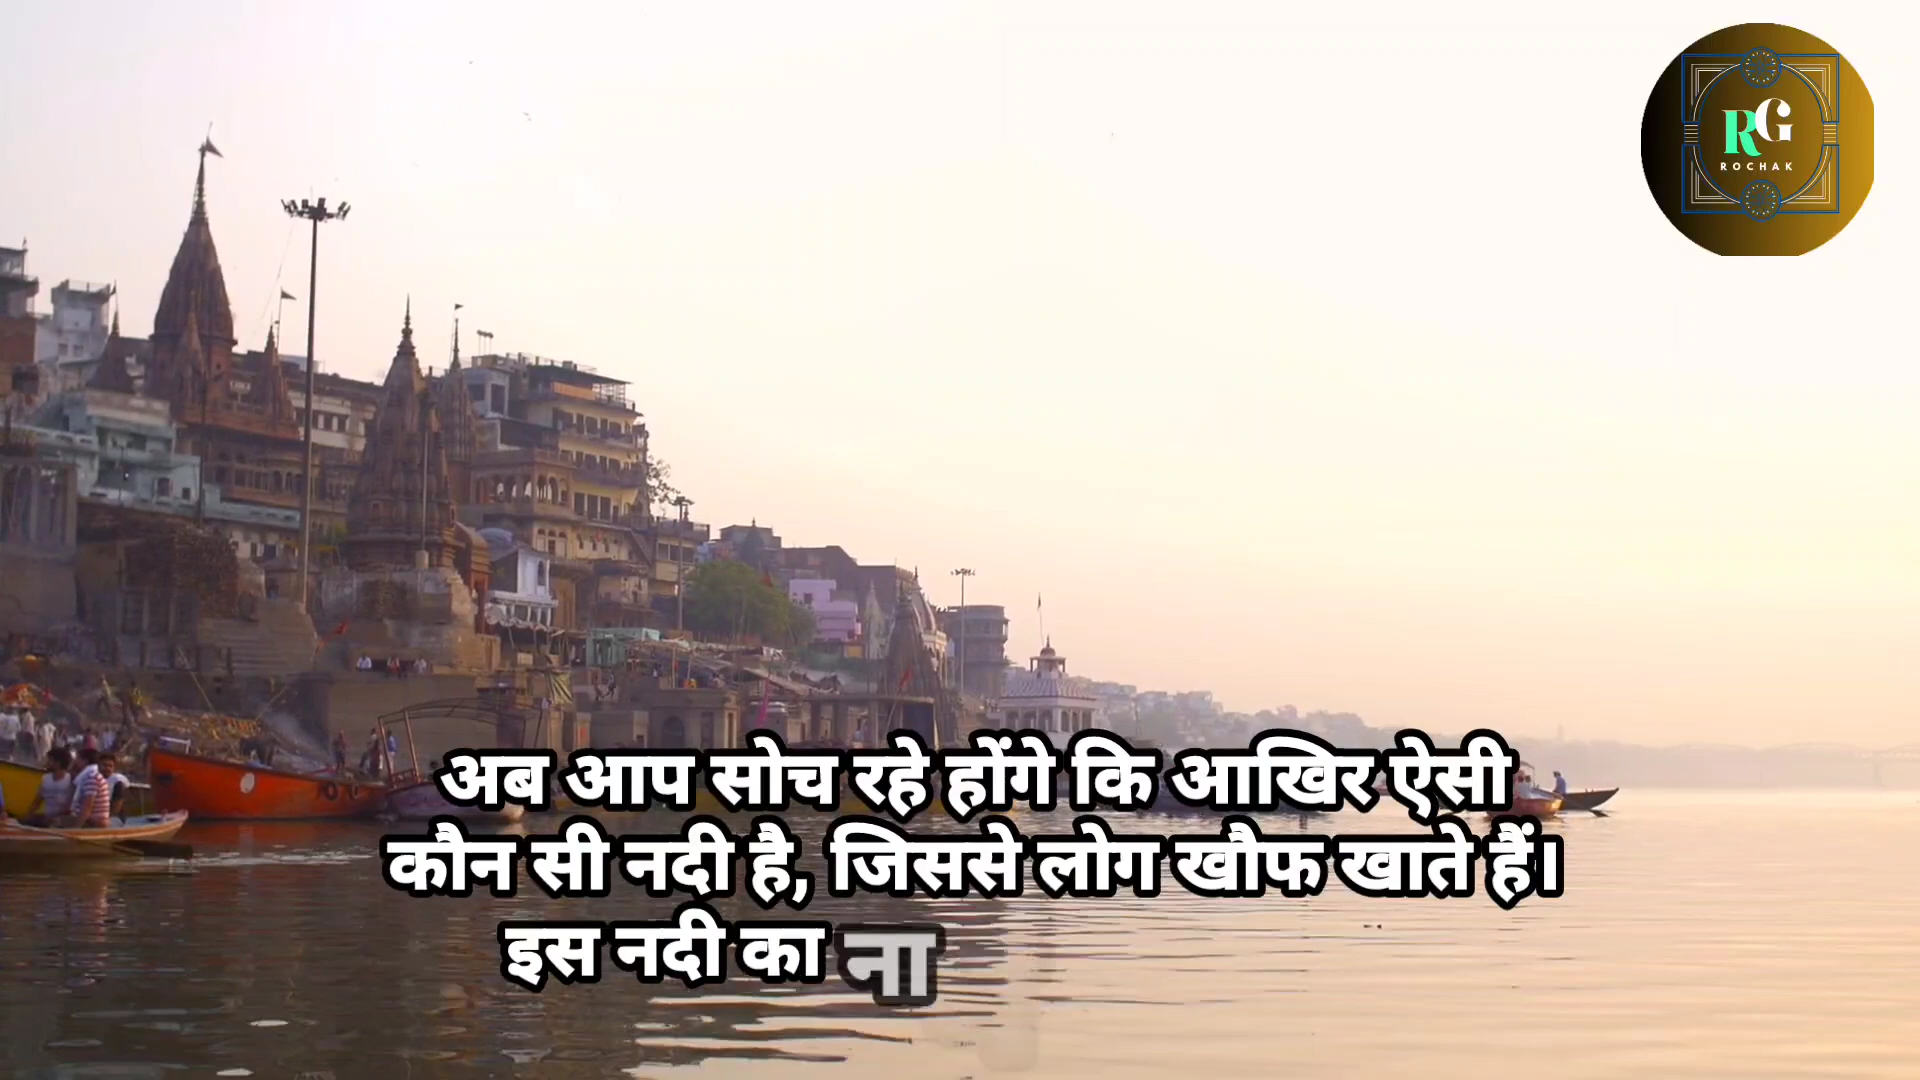 RG
ROCHAK
अब आप सोच रहे होंगे कि आखिर ऐसी
कौन सी नदी है, जिससे लोग खौफ खाते हैं।
इस नदी का ना